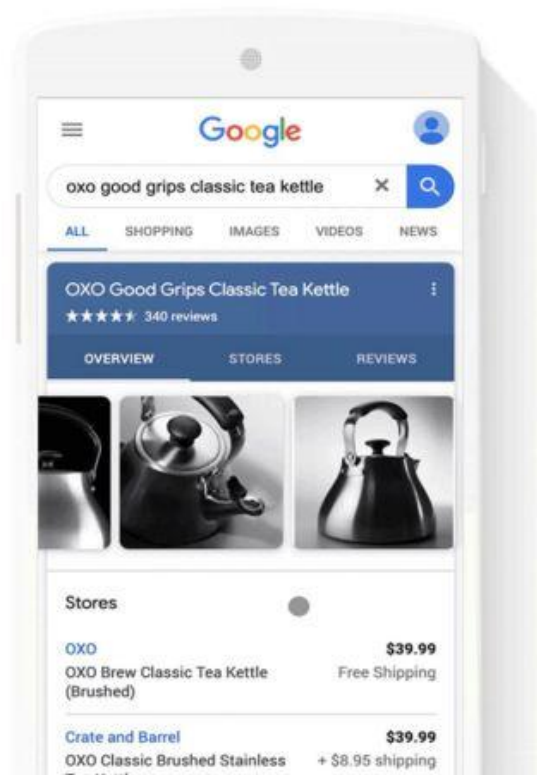 Google
oxo good grips classic tea kettle
ALL SHOPPING IMAGES VIDEOS NEWS
OXO Good Grips Classic Tea Kettle
340 reviews
OVERVIEW STORES REVIEWS
Stores
OXO $39.99
OXO Brew Classic Tea Kettle Free Shipping
(Brushed)
Crate and Barrel $39.99
OXO Classic Brushed Stainless + $8.95 shipping